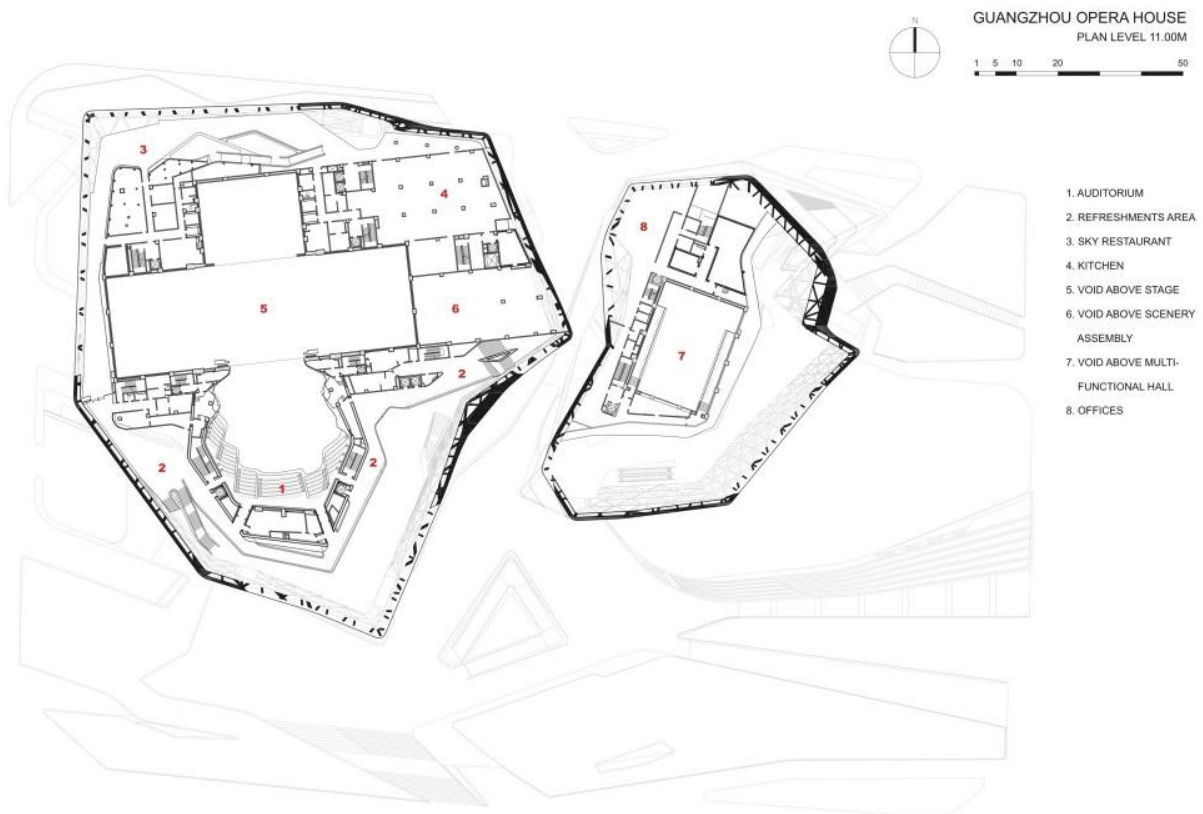 GUANGZHOU OPERA HOUSE
PLAN LEVEL 11.00M
N
1 5 10 20 50
3
4
8
1. AUDITORIUM
2. REFRESHMENTS AREA
3. SKY RESTAURANT
4. KITCHEN
5. VOID ABOVE STAGE
6. VOID ABOVE SCENERY
ASSEMBLY
7. VOID ABOVE MULTI-
FUNCTIONAL HALL
8. OFFICES
5
6
7
2
2
2
1